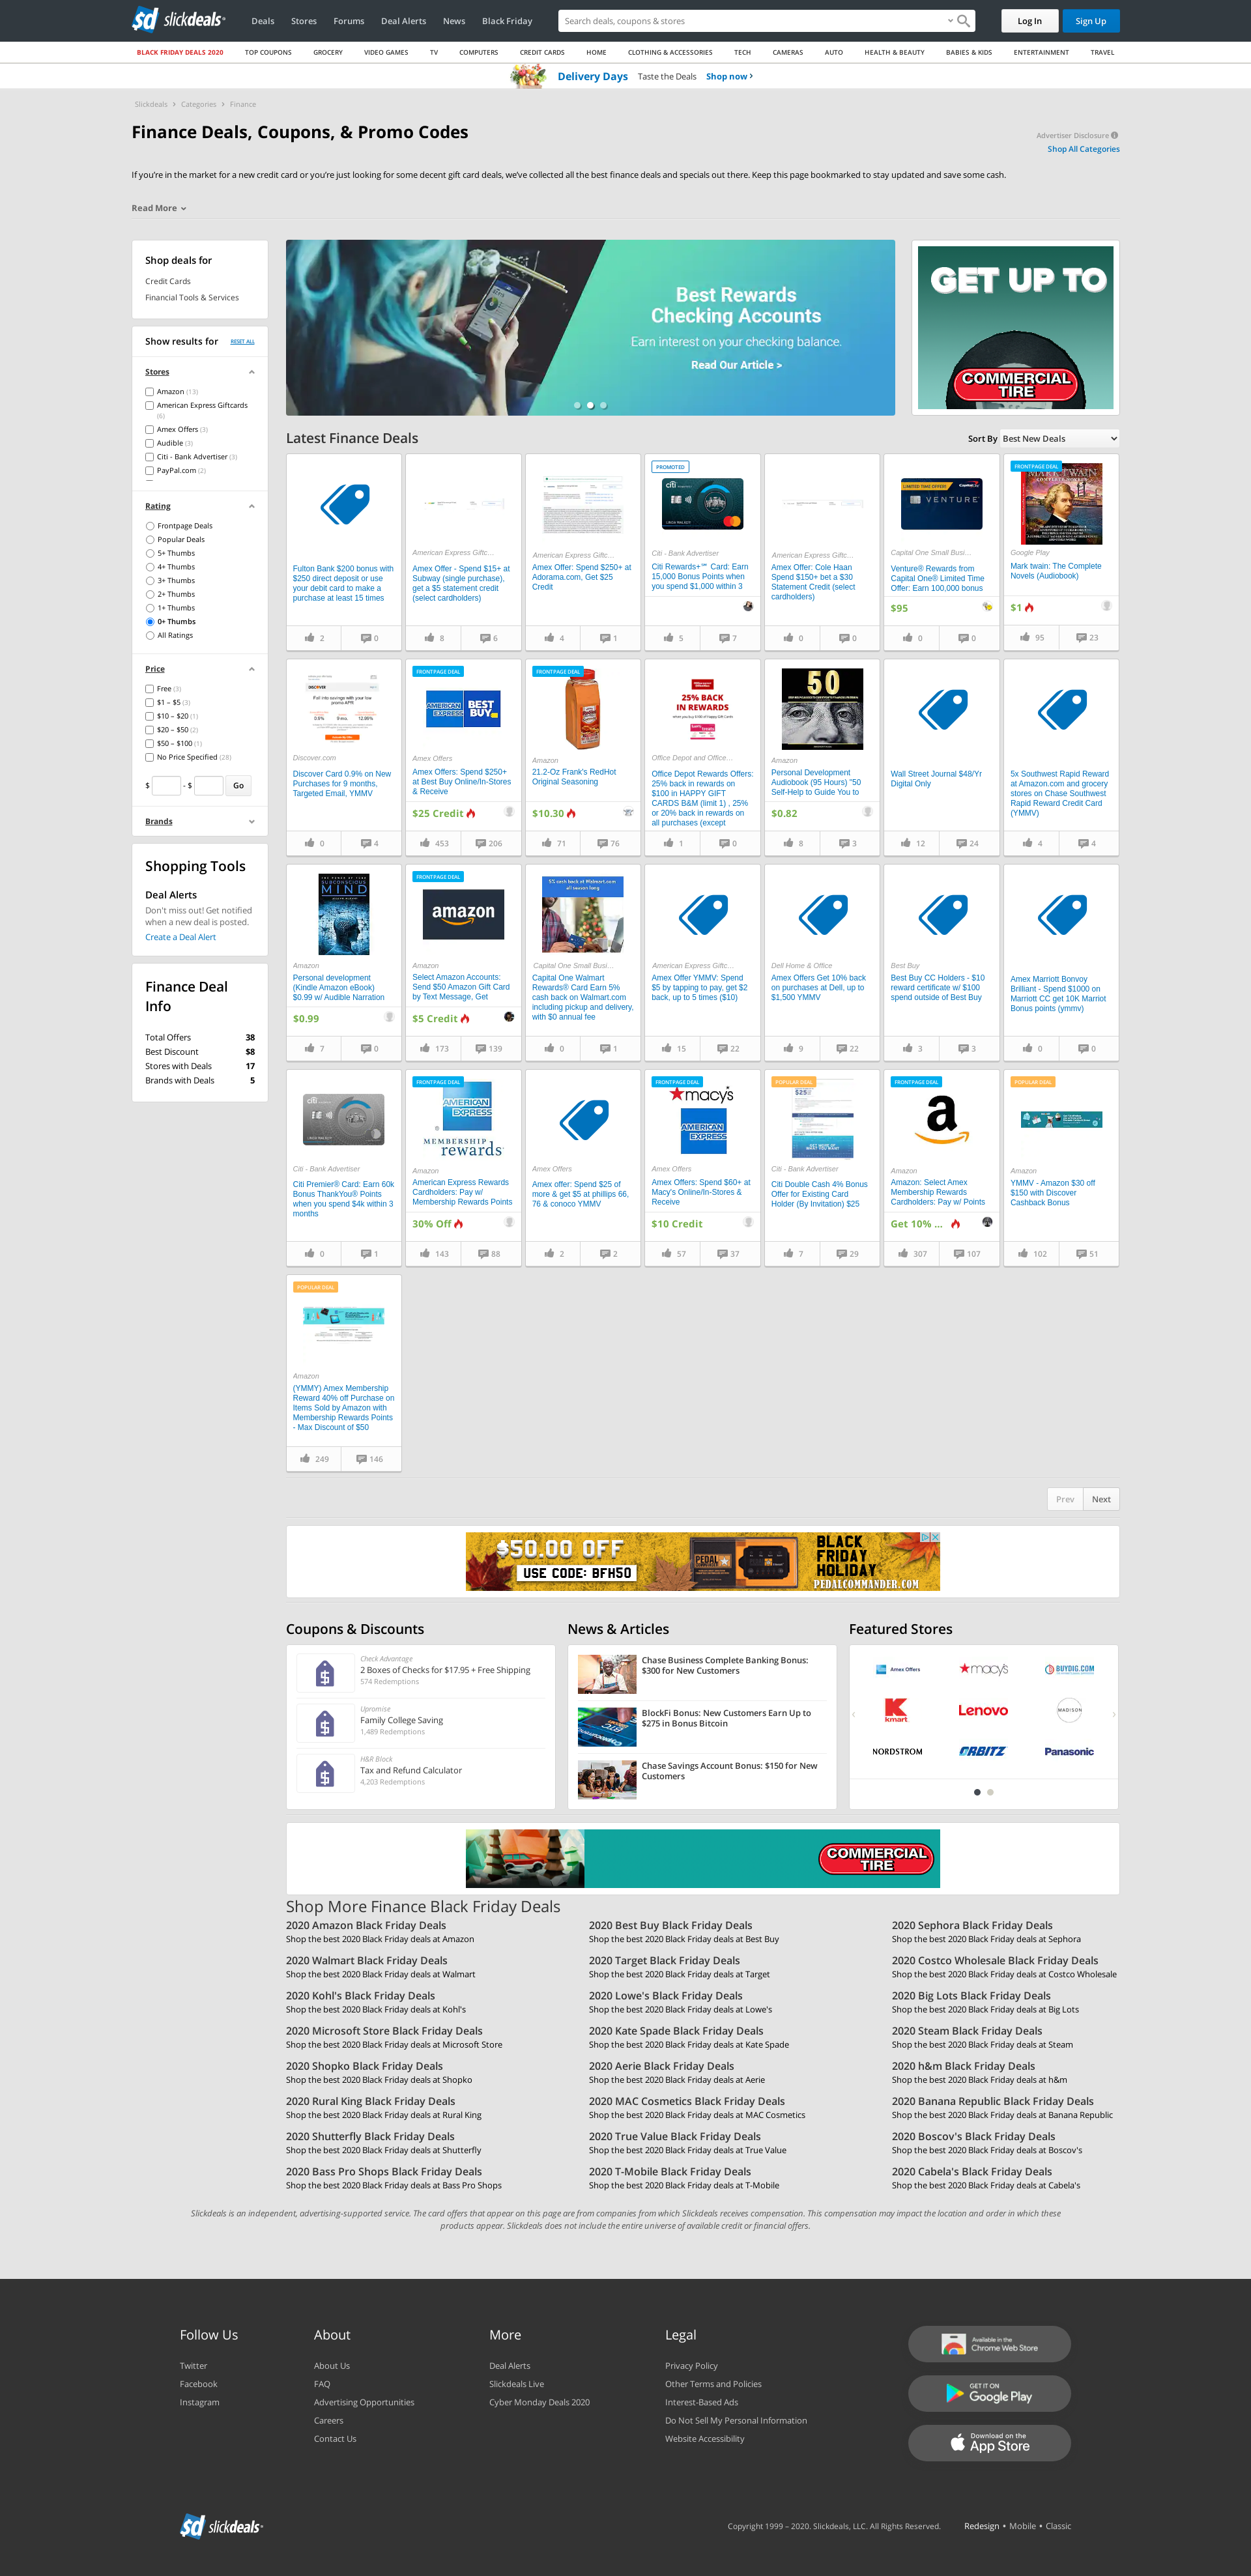 slickdeals
Deals
Stores
Forums
Deal Alerts
News
Black Friday
Search deals, coupons & stores
Log In
Sign Up
BLACK FRIDAY DEALS 2020
TOP COUPONS
GROCERY
VIDEO GAMES
TV
COMPUTERS
CREDIT CARDS
HOME
CLOTHING & ACCESSORIES
TECH
CAMERAS
AUTO
HEALTH & BEAUTY
BABIES & KIDS
ENTERTAINMENT
TRAVEL
Delivery Days Taste the Deals Shop now ›
Slickdeals › Categories › Finance
Finance Deals, Coupons, & Promo Codes
Advertiser Disclosure
Shop All Categories
If you're in the market for a new credit card or you're just looking for some decent gift card deals, we've collected all the best finance deals and specials out there. Keep this page bookmarked to stay updated and save some cash.
Read More
Shop deals for
Credit Cards
Financial Tools & Services
Show results for
RESET ALL
Stores
Amazon (13)
American Express Giftcards
(6)
Amex Offers (3)
Audible (3)
Citi - Bank Advertiser (3)
PayPal.com (2)
Rating
Frontpage Deals
Popular Deals
5+ Thumbs
4+ Thumbs
3+ Thumbs
2+ Thumbs
1+ Thumbs
0+ Thumbs
All Ratings
Price
Free (3)
$1 – $5 (3)
$10 – $20 (1)
$20 – $50 (2)
$50 – $100 (1)
No Price Specified (28)
$ - $ Go
Brands
Shopping Tools
Deal Alerts
Don't miss out! Get notified
when a new deal is posted.
Create a Deal Alert
Finance Deal
Info
Total Offers 38
Best Discount $8
Stores with Deals 17
Brands with Deals 5
Best Rewards
Checking Accounts
Earn interest on your checking balance.
Read Our Article >
GET UP TO
COMMERCIAL
TIRE
Latest Finance Deals
Sort By Best New Deals
Fulton Bank $200 bonus with
$250 direct deposit or use
your debit card to make a
purchase at least 15 times
2 0
American Express Giftc...
Amex Offer - Spend $15+ at
Subway (single purchase),
get a $5 statement credit
(select cardholders)
8 6
American Express Giftc...
Amex Offer: Spend $250+ at
Adorama.com, Get $25
Credit
4 1
PROMOTED
citi
Citi - Bank Advertiser
Citi Rewards+℠ Card: Earn
15,000 Bonus Points when
you spend $1,000 within 3
5 7
American Express Giftc...
Amex Offer: Cole Haan
Spend $150+ bet a $30
Statement Credit (select
cardholders)
0 0
LIMITED TIME OFFER
VENTURE
Capital One Small Busi...
Venture® Rewards from
Capital One® Limited Time
Offer: Earn 100,000 bonus
$95
0 0
FRONTPAGE DEAL
MARK TWAIN
Google Play
Mark twain: The Complete
Novels (Audiobook)
$1
95 23
DISCOVER
Discover.com
Discover Card 0.9% on New
Purchases for 9 months,
Targeted Email, YMMV
0 4
FRONTPAGE DEAL
AMERICAN EXPRESS
BEST BUY
Amex Offers
Amex Offers: Spend $250+
at Best Buy Online/In-Stores
& Receive
$25 Credit
453 206
FRONTPAGE DEAL
Amazon
21.2-Oz Frank's RedHot
Original Seasoning
$10.30
71 76
25% BACK
IN REWARDS
Office Depot and Office...
Office Depot Rewards Offers:
25% back in rewards on
$100 in HAPPY GIFT
CARDS B&M (limit 1) , 25%
or 20% back in rewards on
all purchases (except
1 0
50
Amazon
Personal Development
Audiobook (95 Hours) "50
Self-Help to Guide You to
$0.82
8 3
Wall Street Journal $48/Yr
Digital Only
12 24
5x Southwest Rapid Reward
at Amazon.com and grocery
stores on Chase Southwest
Rapid Reward Credit Card
(YMMV)
4 4
SUBCONSCIOUS
MIND
Amazon
Personal development
(Kindle Amazon eBook)
$0.99 w/ Audible Narration
$0.99
7 0
FRONTPAGE DEAL
amazon
Amazon
Select Amazon Accounts:
Send $50 Amazon Gift Card
by Text Message, Get
$5 Credit
173 139
5% cash back at Walmart.com
all season long
Capital One Small Busi...
Capital One Walmart
Rewards® Card Earn 5%
cash back on Walmart.com
including pickup and delivery,
with $0 annual fee
0 1
American Express Giftc...
Amex Offer YMMV: Spend
$5 by tapping to pay, get $2
back, up to 5 times ($10)
15 22
Dell Home & Office
Amex Offers Get 10% back
on purchases at Dell, up to
$1,500 YMMV
9 22
Best Buy
Best Buy CC Holders - $10
reward certificate w/ $100
spend outside of Best Buy
3 3
Amex Marriott Bonvoy
Brilliant - Spend $1000 on
Marriott CC get 10K Marriot
Bonus points (ymmv)
0 0
citi
Citi - Bank Advertiser
Citi Premier® Card: Earn 60k
Bonus ThankYou® Points
when you spend $4k within 3
months
0 1
FRONTPAGE DEAL
AMERICAN
EXPRESS
MEMBERSHIP
rewards
Amazon
American Express Rewards
Cardholders: Pay w/
Membership Rewards Points
30% Off
143 88
Amex Offers
Amex offer: Spend $25 of
more & get $5 at phillips 66,
76 & conoco YMMV
2 2
FRONTPAGE DEAL
macy's
AMERICAN
EXPRESS
Amex Offers
Amex Offers: Spend $60+ at
Macy's Online/In-Stores &
Receive
$10 Credit
57 37
POPULAR DEAL
Citi - Bank Advertiser
Citi Double Cash 4% Bonus
Offer for Existing Card
Holder (By Invitation) $25
7 29
FRONTPAGE DEAL
a
Amazon
Amazon: Select Amex
Membership Rewards
Cardholders: Pay w/ Points
Get 10% ...
307 107
POPULAR DEAL
Amazon
YMMV - Amazon $30 off
$150 with Discover
Cashback Bonus
102 51
POPULAR DEAL
Amazon
(YMMY) Amex Membership
Reward 40% off Purchase on
Items Sold by Amazon with
Membership Rewards Points
- Max Discount of $50
249 146
Prev Next
$50.00 OFF
USE CODE: BFH50
BLACK
FRIDAY
HOLIDAY
PEDALCOMMANDER.COM
Coupons & Discounts
Check Advantage
2 Boxes of Checks for $17.95 + Free Shipping
574 Redemptions
Upromise
Family College Saving
1,489 Redemptions
H&R Block
Tax and Refund Calculator
4,203 Redemptions
News & Articles
Chase Business Complete Banking Bonus:
$300 for New Customers
BlockFi Bonus: New Customers Earn Up to
$275 in Bonus Bitcoin
Chase Savings Account Bonus: $150 for New
Customers
Featured Stores
Amex Offers
macy's
BUYDIG.COM
kmart
Lenovo
MADISON
NORDSTROM
ORBITZ
Panasonic
COMMERCIAL
TIRE
Shop More Finance Black Friday Deals
2020 Amazon Black Friday Deals
Shop the best 2020 Black Friday deals at Amazon
2020 Best Buy Black Friday Deals
Shop the best 2020 Black Friday deals at Best Buy
2020 Sephora Black Friday Deals
Shop the best 2020 Black Friday deals at Sephora
2020 Walmart Black Friday Deals
Shop the best 2020 Black Friday deals at Walmart
2020 Target Black Friday Deals
Shop the best 2020 Black Friday deals at Target
2020 Costco Wholesale Black Friday Deals
Shop the best 2020 Black Friday deals at Costco Wholesale
2020 Kohl's Black Friday Deals
Shop the best 2020 Black Friday deals at Kohl's
2020 Lowe's Black Friday Deals
Shop the best 2020 Black Friday deals at Lowe's
2020 Big Lots Black Friday Deals
Shop the best 2020 Black Friday deals at Big Lots
2020 Microsoft Store Black Friday Deals
Shop the best 2020 Black Friday deals at Microsoft Store
2020 Kate Spade Black Friday Deals
Shop the best 2020 Black Friday deals at Kate Spade
2020 Steam Black Friday Deals
Shop the best 2020 Black Friday deals at Steam
2020 Shopko Black Friday Deals
Shop the best 2020 Black Friday deals at Shopko
2020 Aerie Black Friday Deals
Shop the best 2020 Black Friday deals at Aerie
2020 h&m Black Friday Deals
Shop the best 2020 Black Friday deals at h&m
2020 Rural King Black Friday Deals
Shop the best 2020 Black Friday deals at Rural King
2020 MAC Cosmetics Black Friday Deals
Shop the best 2020 Black Friday deals at MAC Cosmetics
2020 Banana Republic Black Friday Deals
Shop the best 2020 Black Friday deals at Banana Republic
2020 Shutterfly Black Friday Deals
Shop the best 2020 Black Friday deals at Shutterfly
2020 True Value Black Friday Deals
Shop the best 2020 Black Friday deals at True Value
2020 Boscov's Black Friday Deals
Shop the best 2020 Black Friday deals at Boscov's
2020 Bass Pro Shops Black Friday Deals
Shop the best 2020 Black Friday deals at Bass Pro Shops
2020 T-Mobile Black Friday Deals
Shop the best 2020 Black Friday deals at T-Mobile
2020 Cabela's Black Friday Deals
Shop the best 2020 Black Friday deals at Cabela's
Slickdeals is an independent, advertising-supported service. The card offers that appear on this page are from companies from which Slickdeals receives compensation. This compensation may impact the location and order in which these
products appear. Slickdeals does not include the entire universe of available credit or financial offers.
Follow Us
Twitter
Facebook
Instagram
About
About Us
FAQ
Advertising Opportunities
Careers
Contact Us
More
Deal Alerts
Slickdeals Live
Cyber Monday Deals 2020
Legal
Privacy Policy
Other Terms and Policies
Interest-Based Ads
Do Not Sell My Personal Information
Website Accessibility
Available in the
Chrome Web Store
GET IT ON
Google Play
Download on the
App Store
slickdeals
Copyright 1999 – 2020. Slickdeals, LLC. All Rights Reserved.
Redesign • Mobile • Classic